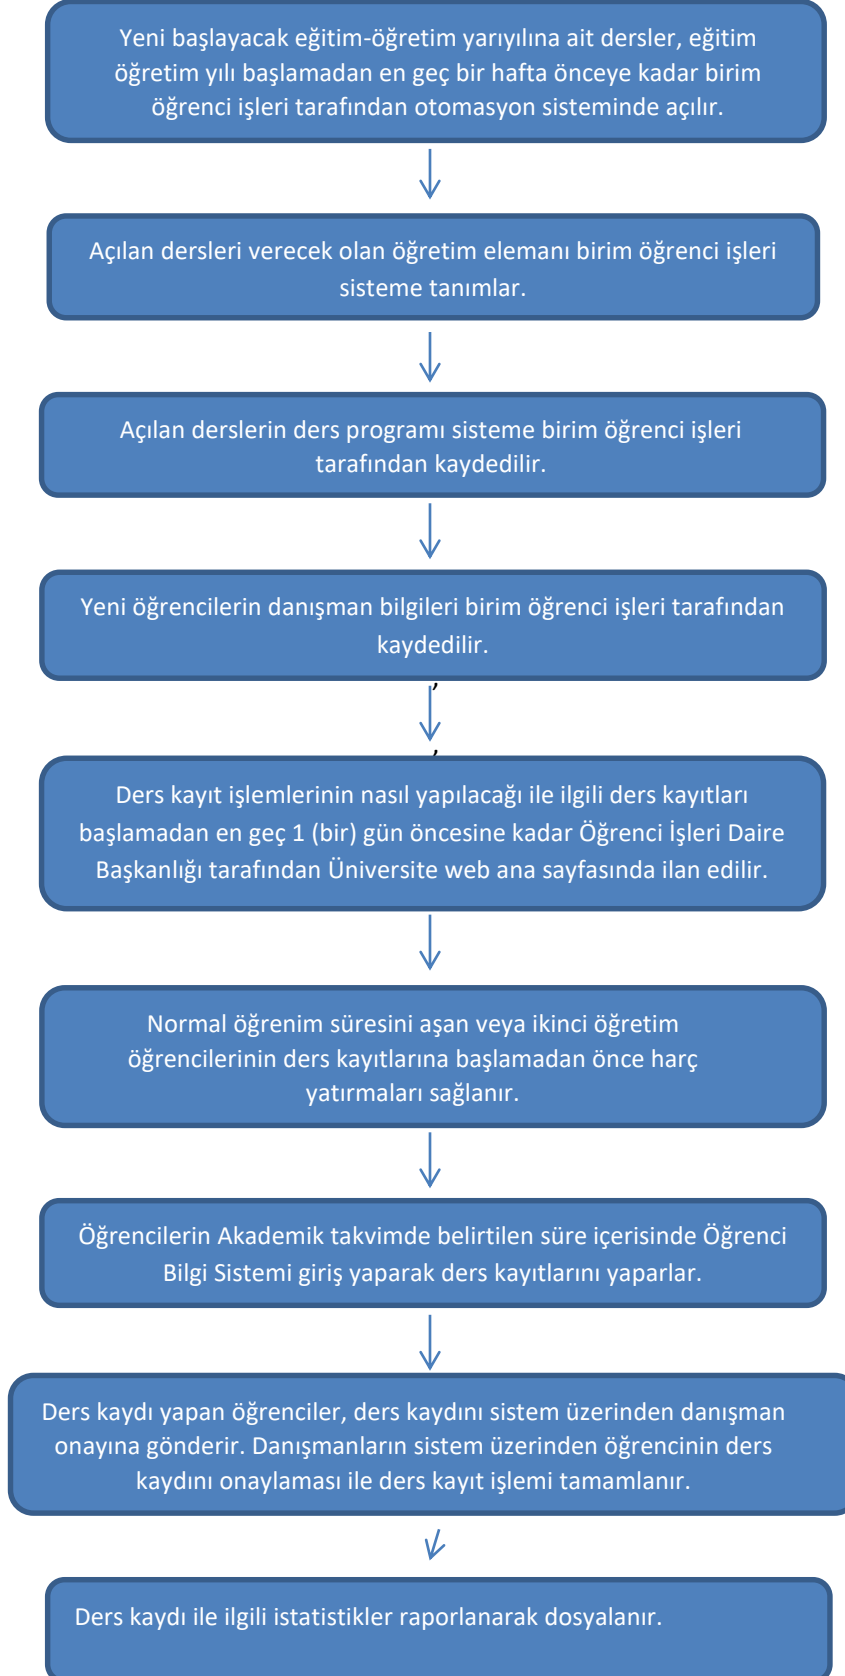 Yeni başlayacak eğitim-öğretim yarıyılına ait dersler, eğitim
öğretim yılı başlamadan en geç bir hafta önceye kadar birim
öğrenci işleri tarafından otomasyon sisteminde açılır.
Açılan dersleri verecek olan öğretim elemanı birim öğrenci işleri
sisteme tanımlar.
Açılan derslerin ders programı sisteme birim öğrenci işleri
tarafından kaydedilir.
Yeni öğrencilerin danışman bilgileri birim öğrenci işleri tarafından
kaydedilir.
,
,
Ders kayıt işlemlerinin nasıl yapılacağı ile ilgili ders kayıtları
başlamadan en geç 1 (bir) gün öncesine kadar Öğrenci İşleri Daire
Başkanlığı tarafından Üniversite web ana sayfasında ilan edilir.
Normal öğrenim süresini aşan veya ikinci öğretim
öğrencilerinin ders kayıtlarına başlamadan önce harç
yatırmaları sağlanır.
Öğrencilerin Akademik takvimde belirtilen süre içerisinde Öğrenci
Bilgi Sistemi giriş yaparak ders kayıtlarını yaparlar.
Ders kaydı yapan öğrenciler, ders kaydını sistem üzerinden danışman
onayına gönderir. Danışmanların sistem üzerinden öğrencinin ders
kaydını onaylaması ile ders kayıt işlemi tamamlanır.
Ders kaydı ile ilgili istatistikler raporlanarak dosyalanır.